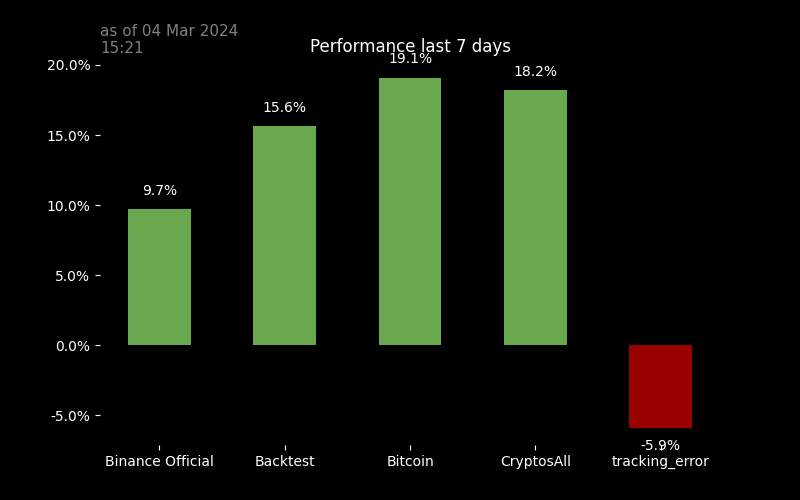 as of 04 Mar 2024
15:21
Performance last 7 days
20.0%
15.0%
10.0%
5.0%
0.0%
-5.0%
9.7%
15.6%
19.1%
18.2%
-5.9%
Binance Official
Backtest
Bitcoin
CryptosAll
tracking_error